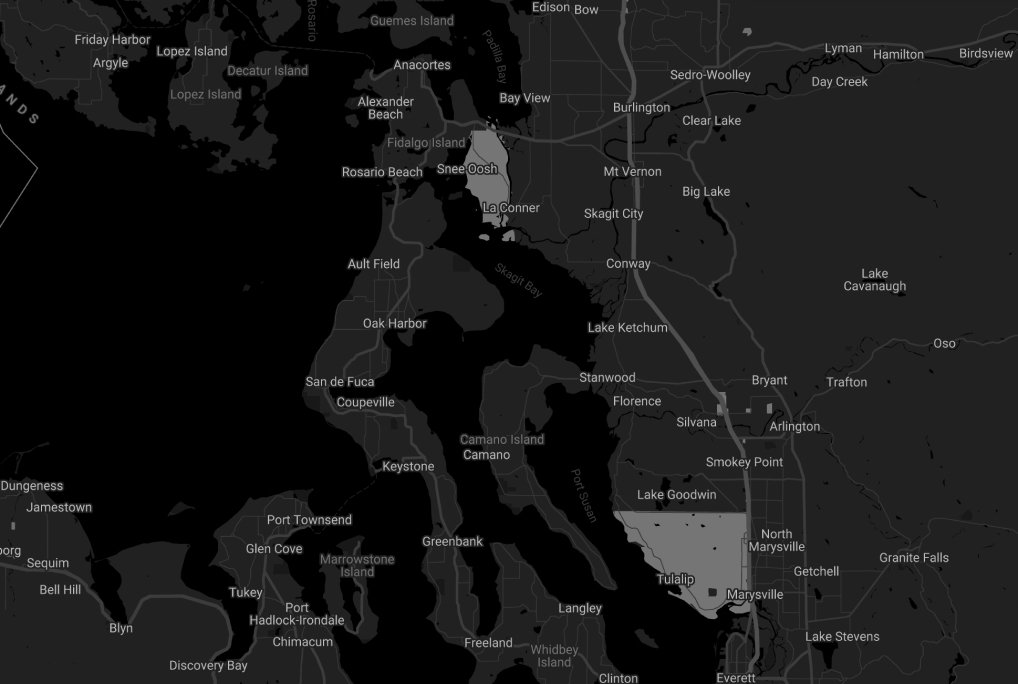 Edison
Bow
Rosario
Guemes Island
Friday Harbor
Lopez Island
Lyman
Hamilton
Birdsview
Argyle
Decatur Island
Anacortes
Padilla Bay
Sedro-Woolley
Day Creek
ANDS
Lopez Island
Alexander
Beach
Bay View
Burlington
Clear Lake
Fidalgo Island
Rosario Beach
Snee Oosh
Mt Vernon
Big Lake
La Conner
Skagit City
Ault Field
Skagit Bay
Conway
Lake
Cavanaugh
Oak Harbor
Lake Ketchum
Oso
San de Fuca
Stanwood
Bryant
Trafton
Coupeville
Florence
Silvana
Arlington
Camano Island
Camano
Keystone
Smokey Point
Dungeness
Port Susan
Lake Goodwin
Jamestown
Port Townsend
Glen Cove
Greenbank
North
Marysville
borg
Sequim
Marrowstone
Island
Getchell
Granite Falls
Bell Hill
Tukey
Tulalip
Marysville
Port
Hadlock-Irondale
Langley
Blyn
Chimacum
Freeland
Lake Stevens
Discovery Bay
Whidbey
Island
Clinton
Everett